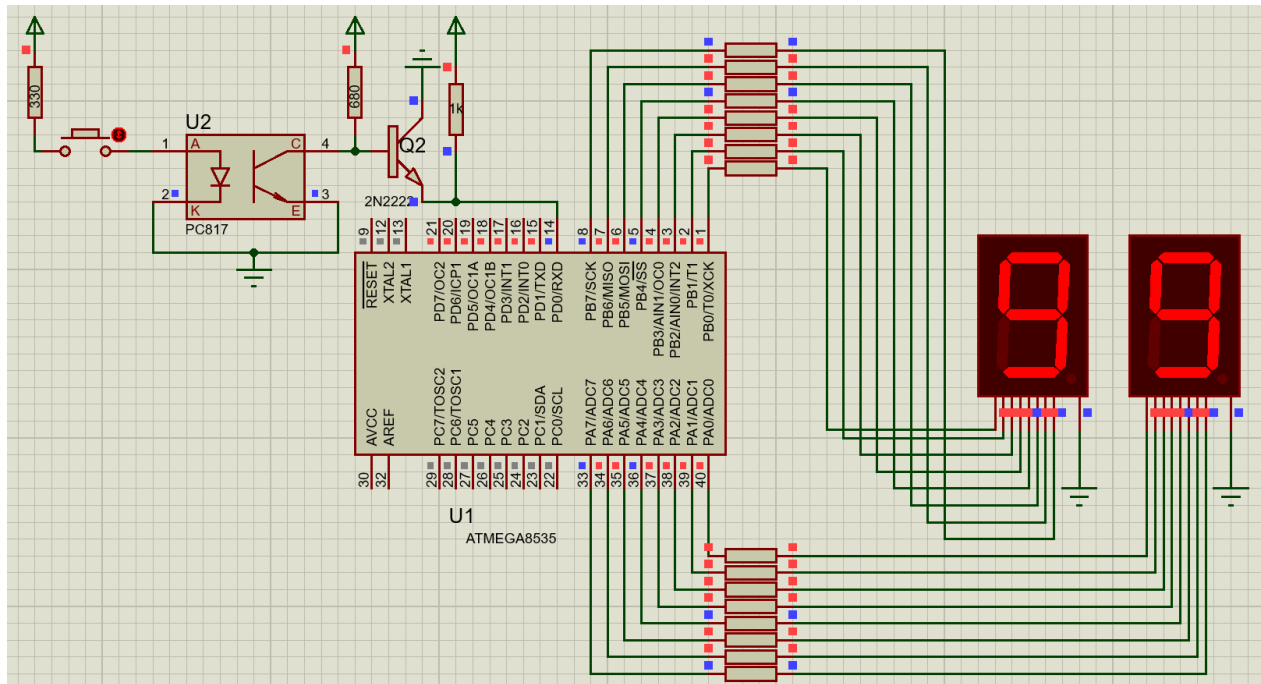 330
U2
1
A
C
4
2
K
E
3
PC817
680
Q2
2N2222
1k
9
12
13
21
20
19
18
17
16
15
14
8
7
6
5
4
3
2
1
RESET
XTAL2
XTAL1
PD7/OC2
PD6/ICP1
PD5/OC1A
PD4/OC1B
PD3/INT1
PD2/INT0
PD1/TXD
PD0/RXD
PB7/SCK
PB6/MISO
PB5/MOSI
PB4/SS
PB3/AIN1/OC0
PB2/AIN0/INT2
PB1/T1
PB0/T0/XCK
AVCC
AREF
PC7/TOSC2
PC6/TOSC1
PC5
PC4
PC3
PC2
PC1/SDA
PC0/SCL
PA7/ADC7
PA6/ADC6
PA5/ADC5
PA4/ADC4
PA3/ADC3
PA2/ADC2
PA1/ADC1
PA0/ADC0
30
32
29
28
27
26
25
24
23
22
33
34
35
36
37
38
39
40
U1
ATMEGA8535
9
9